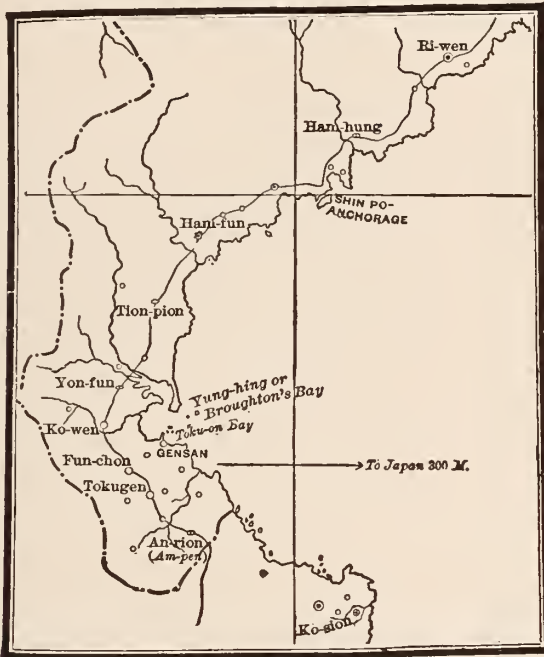 Ri-wen
Ham-hung
SHIN PO-
ANCHORAGE
Ham-fun
Tion-pion
Yung-hing or
Broughton's Bay
Yon-fun
Ko-wen
Toku-on Bay
GENSAN
Fun-chon
To Japan 300 M.
Tokugen
An-rion
(Am-pen)
Ko-sion